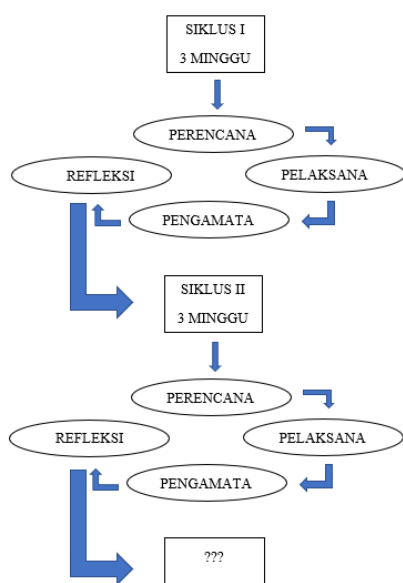 SIKLUS I
3 MINGGU
PERENCANA
REFLEKSI
PELAKSANA
PENGAMATA
SIKLUS II
3 MINGGU
PERENCANA
REFLEKSI
PELAKSANA
PENGAMATA
???